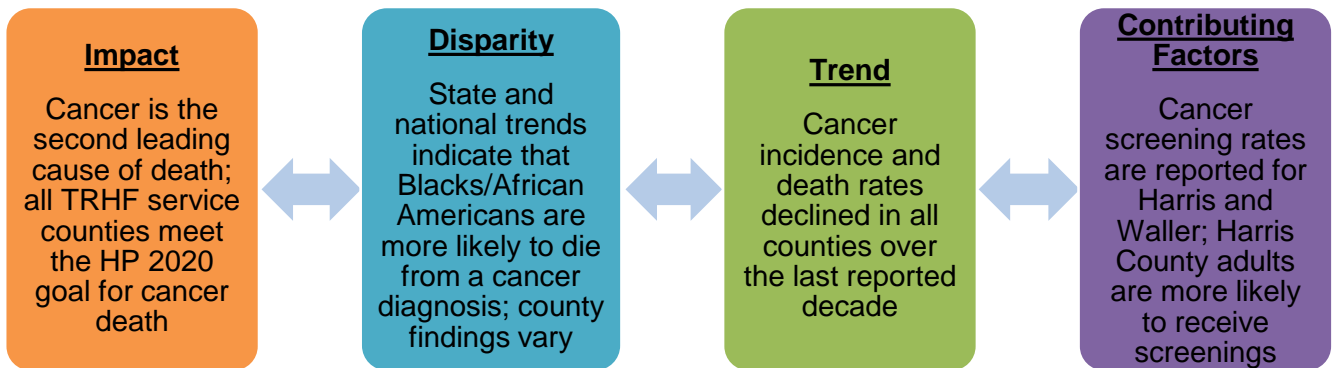 Impact
Cancer is the
second leading
cause of death;
all TRHF service
counties meet
the HP 2020
goal for cancer
death
Disparity
State and
national trends
indicate that
Blacks/African
Americans are
more likely to die
from a cancer
diagnosis; county
findings vary
Trend
Cancer
incidence and
death rates
declined in all
counties over
the last reported
decade
Contributing
Factors
Cancer
screening rates
are reported for
Harris and
Waller; Harris
County adults
are more likely
to receive
screenings